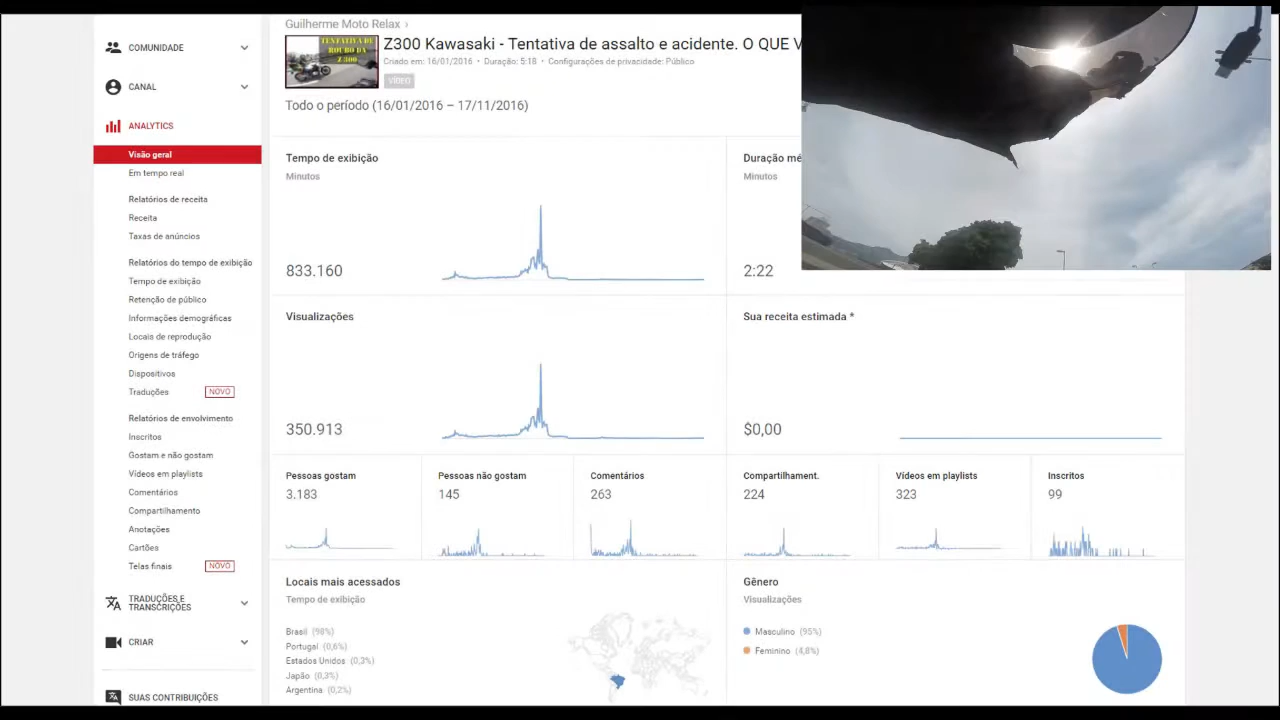 COMUNIDADE
CANAL
ANALYTICS
Visão geral
Em tempo real
Relatórios de receita
Receita
Taxas de anúncios
Relatórios do tempo de exibição
Tempo de exibição
Retenção de público
Informações demográficas
Locais de reprodução
Origens de tráfego
Dispositivos
Traduções NOVO
Relatórios de envolvimento
Inscritos
Gostam e não gostam
Vídeos em playlists
Comentários
Compartilhamento
Anotações
Cartões
Telas finais NOVO
TRADUÇÕES E
TRANSCRIÇÕES
CRIAR
SUAS CONTRIBUIÇÕES
Guilherme Moto Relax ›
TENTATIVA DE
ROUBO DA
Z 300
Z300 Kawasaki - Tentativa de assalto e acidente. O QUE V
Criado em: 16/01/2016 • Duração: 5:18 • Configurações de privacidade: Público
VÍDEO
Todo o período (16/01/2016 – 17/11/2016)
Tempo de exibição
Minutos
833.160
Duração mé
Minutos
2:22
Visualizações
350.913
Sua receita estimada *
$0,00
Pessoas gostam
3.183
Pessoas não gostam
145
Comentários
263
Compartilhament.
224
Vídeos em playlists
323
Inscritos
99
Locais mais acessados
Tempo de exibição
Brasil (98%)
Portugal (0,6%)
Estados Unidos (0,3%)
Japão (0,3%)
Argentina (0,2%)
Gênero
Visualizações
Masculino (95%)
Feminino (4,8%)